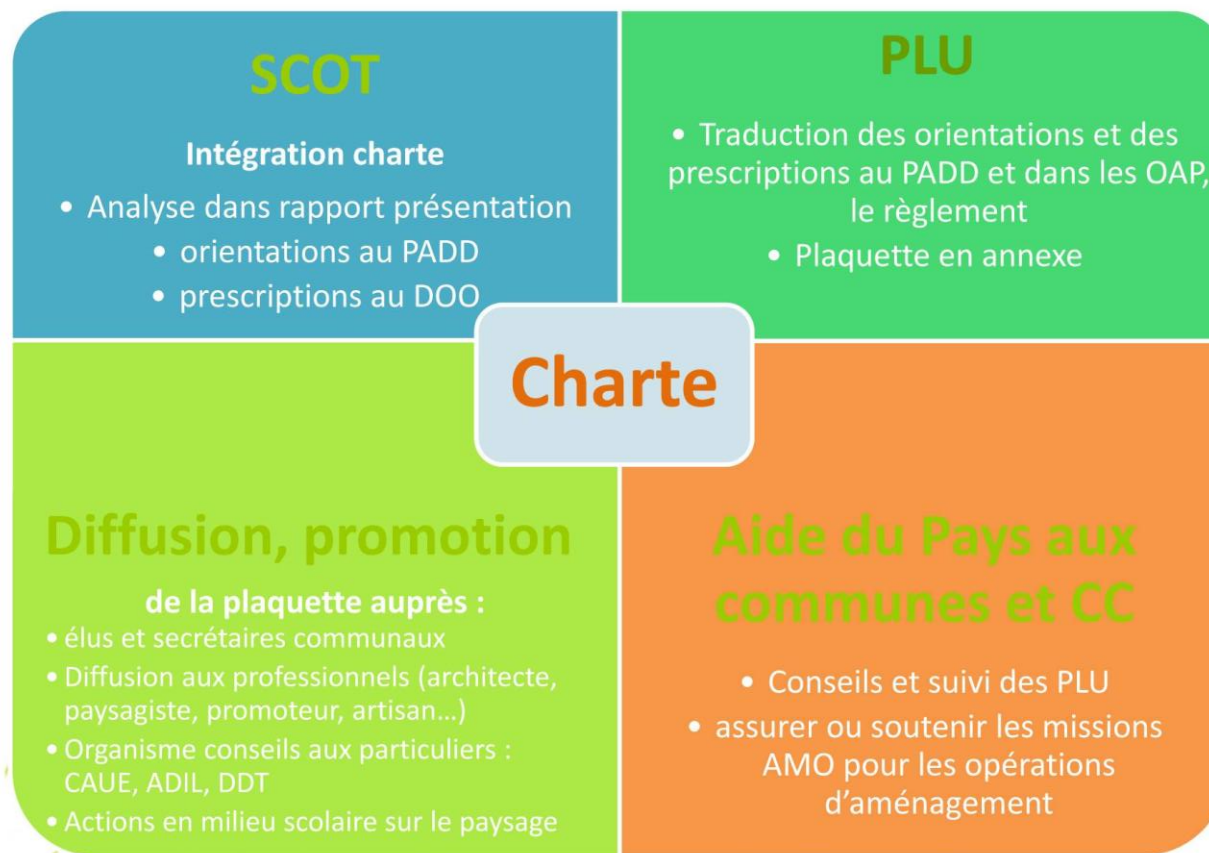 SCOT
Intégration charte
• Analyse dans rapport présentation
• orientations au PADD
• prescriptions au DOO
PLU
• Traduction des orientations et des
prescriptions au PADD et dans les OAP,
le règlement
• Plaquette en annexe
Charte
Diffusion, promotion
de la plaquette auprès :
• élus et secrétaires communaux
• Diffusion aux professionnels (architecte,
paysagiste, promoteur, artisan…)
• Organisme conseils aux particuliers :
CAUE, ADIL, DDT
• Actions en milieu scolaire sur le paysage
Aide du Pays aux
communes et CC
• Conseils et suivi des PLU
• assurer ou soutenir les missions
AMO pour les opérations
d’aménagement